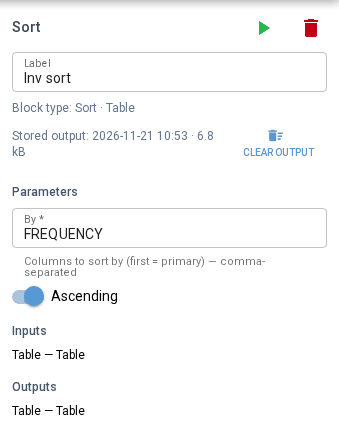 Sort
Label
Inv sort
Block type: Sort · Table
Stored output: 2026-11-21 10:53 · 6.8
kB
CLEAR OUTPUT
Parameters
By *
FREQUENCY
Columns to sort by (first = primary) — comma-
separated
Ascending
Inputs
Table — Table
Outputs
Table — Table